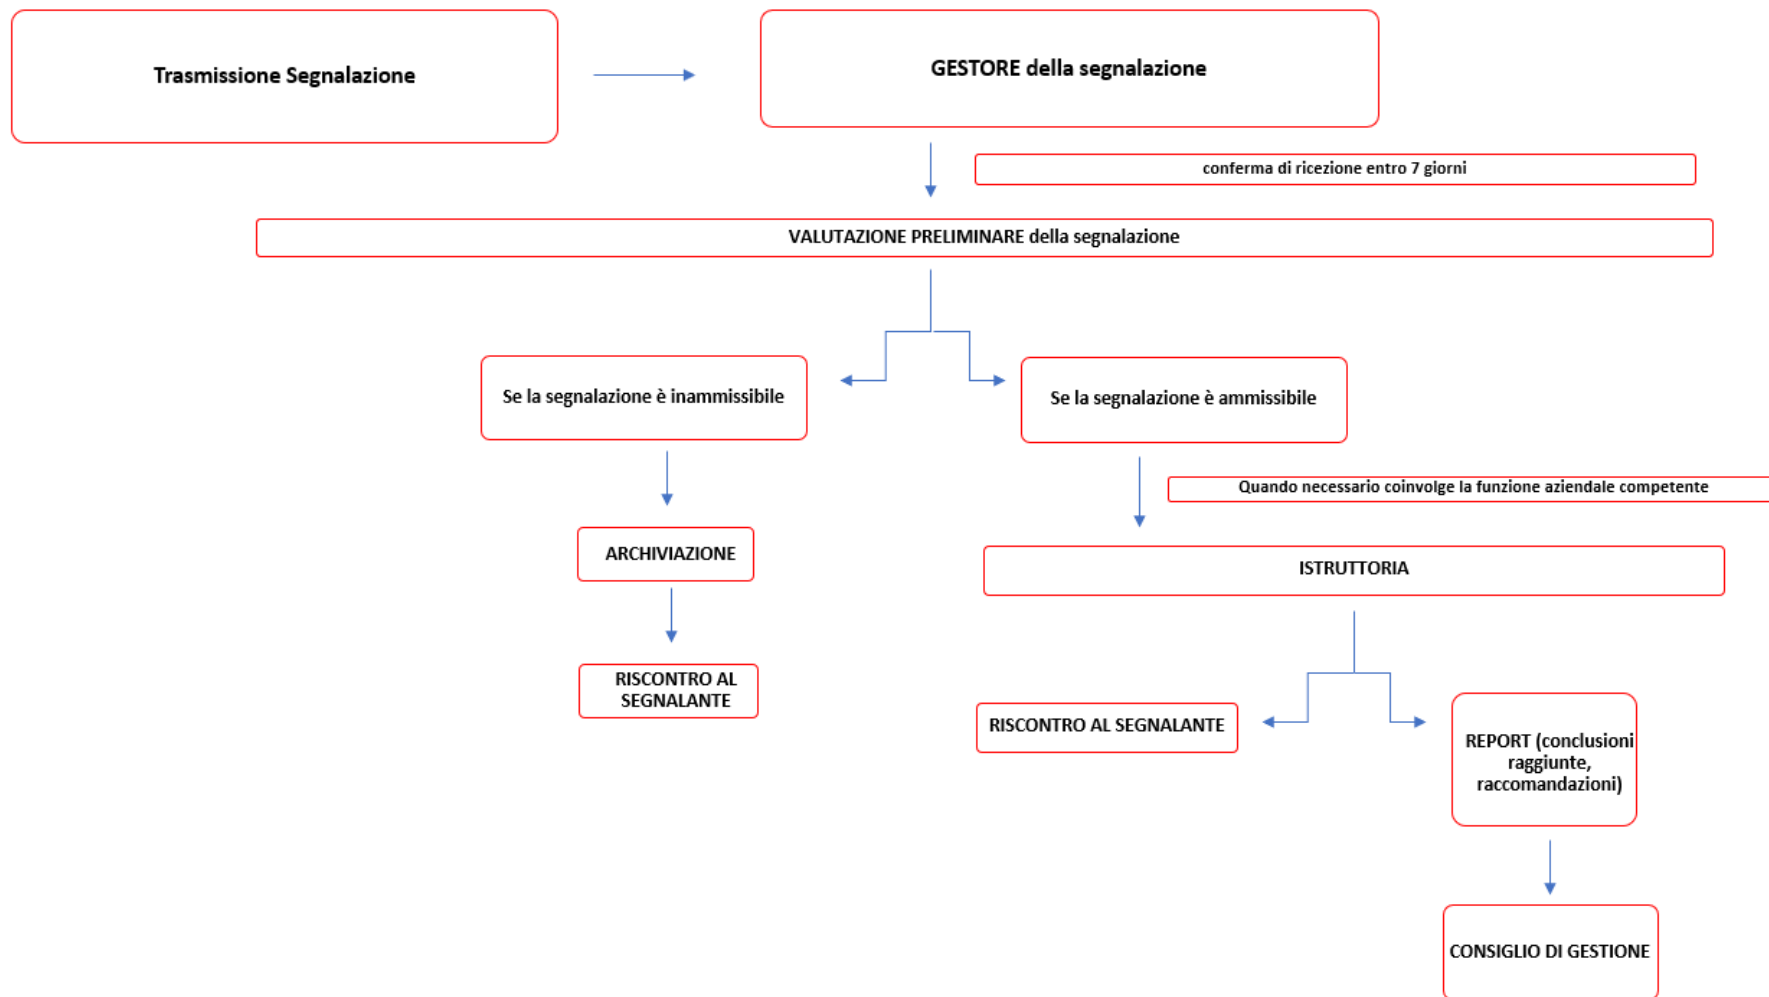 Trasmissione Segnalazione
GESTORE della segnalazione
conferma di ricezione entro 7 giorni
VALUTAZIONE PRELIMINARE della segnalazione
Se la segnalazione è inammissibile
Se la segnalazione è ammissibile
Quando necessario coinvolge la funzione aziendale competente
ARCHIVIAZIONE
ISTRUTTORIA
RISCONTRO AL
SEGNALANTE
RISCONTRO AL SEGNALANTE
REPORT (conclusioni
raggiunte,
raccomandazioni)
CONSIGLIO DI GESTIONE